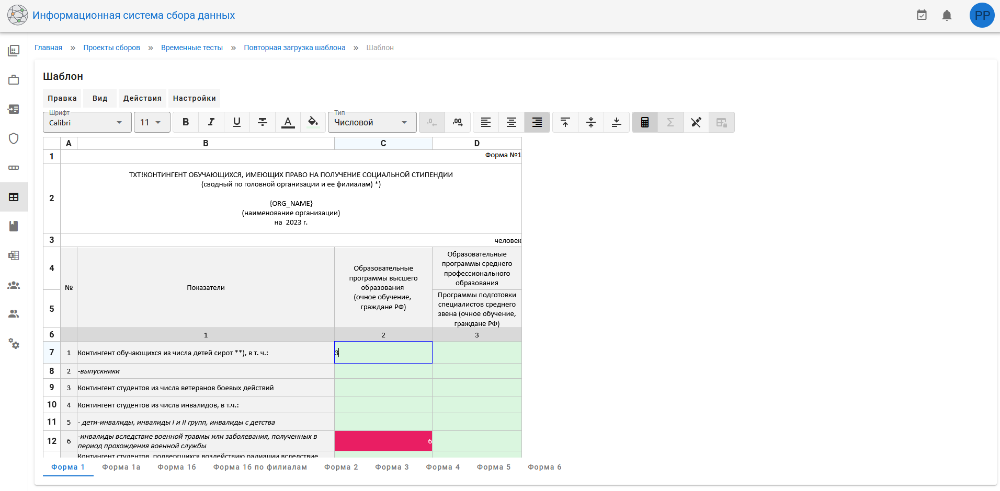 Информационная система сбора данных
PP
Главная » Проекты сборов » Временные тесты » Повторная загрузка шаблона » Шаблон
Шаблон
Правка Вид Действия Настройки
Шрифт Тип
Calibri 11 B I U A Числовой .0 .00 Σ
A B C D
1 Форма №1
ТХТ!КОНТИНГЕНТ ОБУЧАЮЩИХСЯ, ИМЕЮЩИХ ПРАВО НА ПОЛУЧЕНИЕ СОЦИАЛЬНОЙ СТИПЕНДИИ
(сводный по головной организации и ее филиалам) *)
2
{ORG_NAME}
(наименование организации)
на 2023 г.
3 человек
4
5
№
Показатели
Образовательные
программы высшего
образования
(очное обучение,
граждане РФ)
Образовательные
программы среднего
профессионального
образования
Программы подготовки
специалистов среднего
звена (очное обучение,
граждане РФ)
6 1 2 3
7 1 Контингент обучающихся из числа детей сирот **), в т. ч.: 3
8 2 -выпускники
9 3 Контингент студентов из числа ветеранов боевых действий
10 4 Контингент студентов из числа инвалидов, в т.ч.:
11 5 - дети-инвалиды, инвалиды I и II групп, инвалиды с детства
12 6 -инвалиды вследствие военной травмы или заболевания, полученных в
период прохождения военной службы 6
Контингент студентов, подвергшихся воздействию радиации вследствие
Форма 1 Форма 1а Форма 1б Форма 1б по филиалам Форма 2 Форма 3 Форма 4 Форма 5 Форма 6